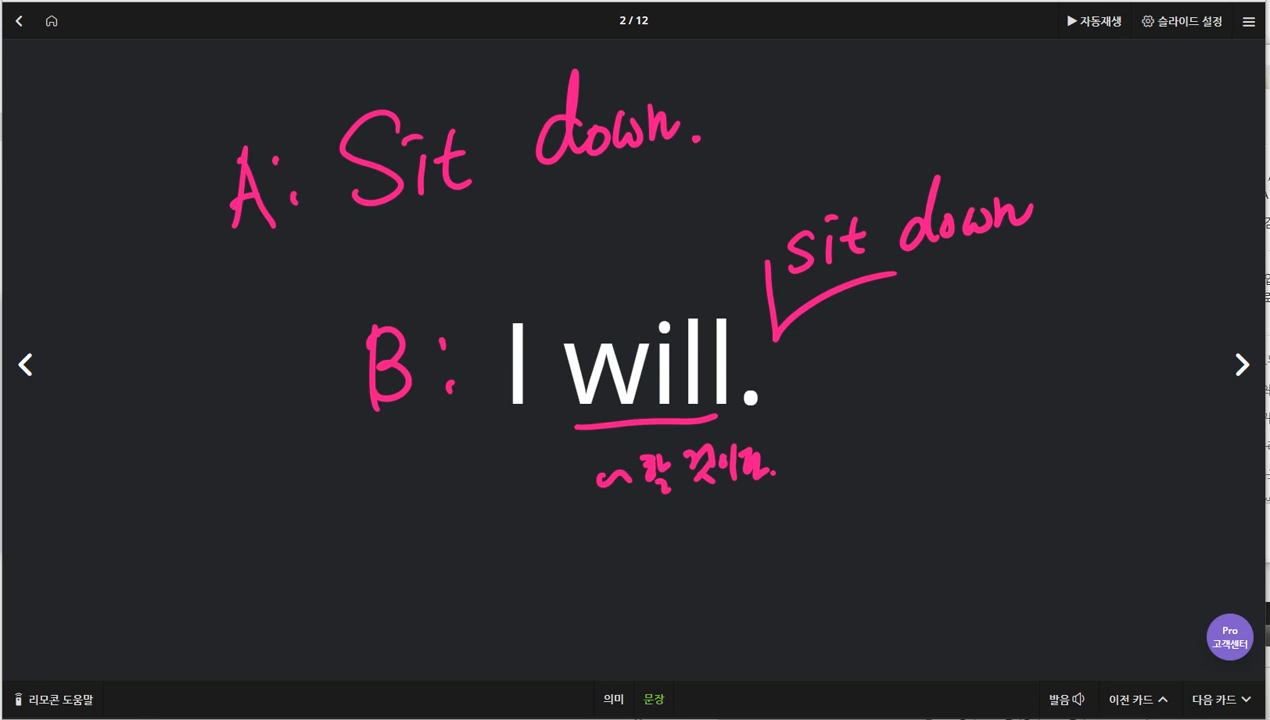 2 / 12
자동재생
슬라이드 설정
A: Sit down.
sit down
B: I will.
~할 것이다.
Pro
고객센터
리모콘 도움말
의미
문장
발음
이전 카드
다음 카드